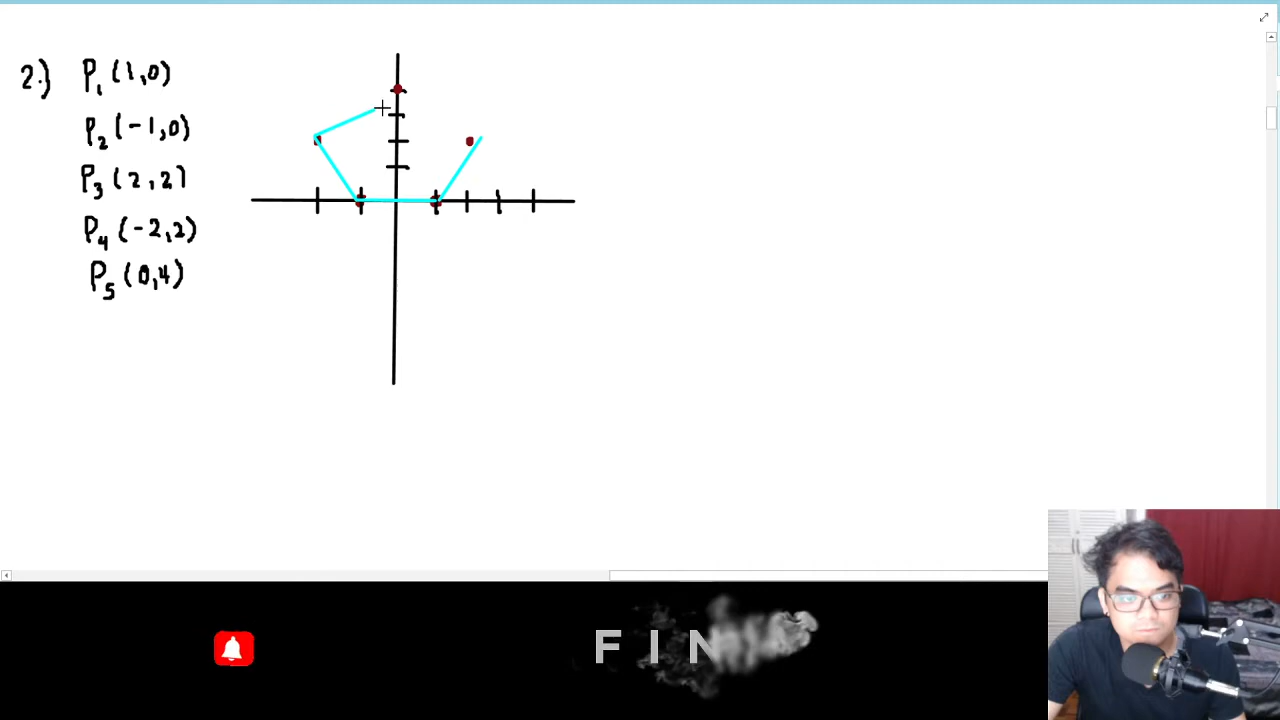 2.) P₁ (1,0)
P₂ (-1,0)
P₃ (2,2)
P₄ (-2,2)
P₅ (0,4)
FIN